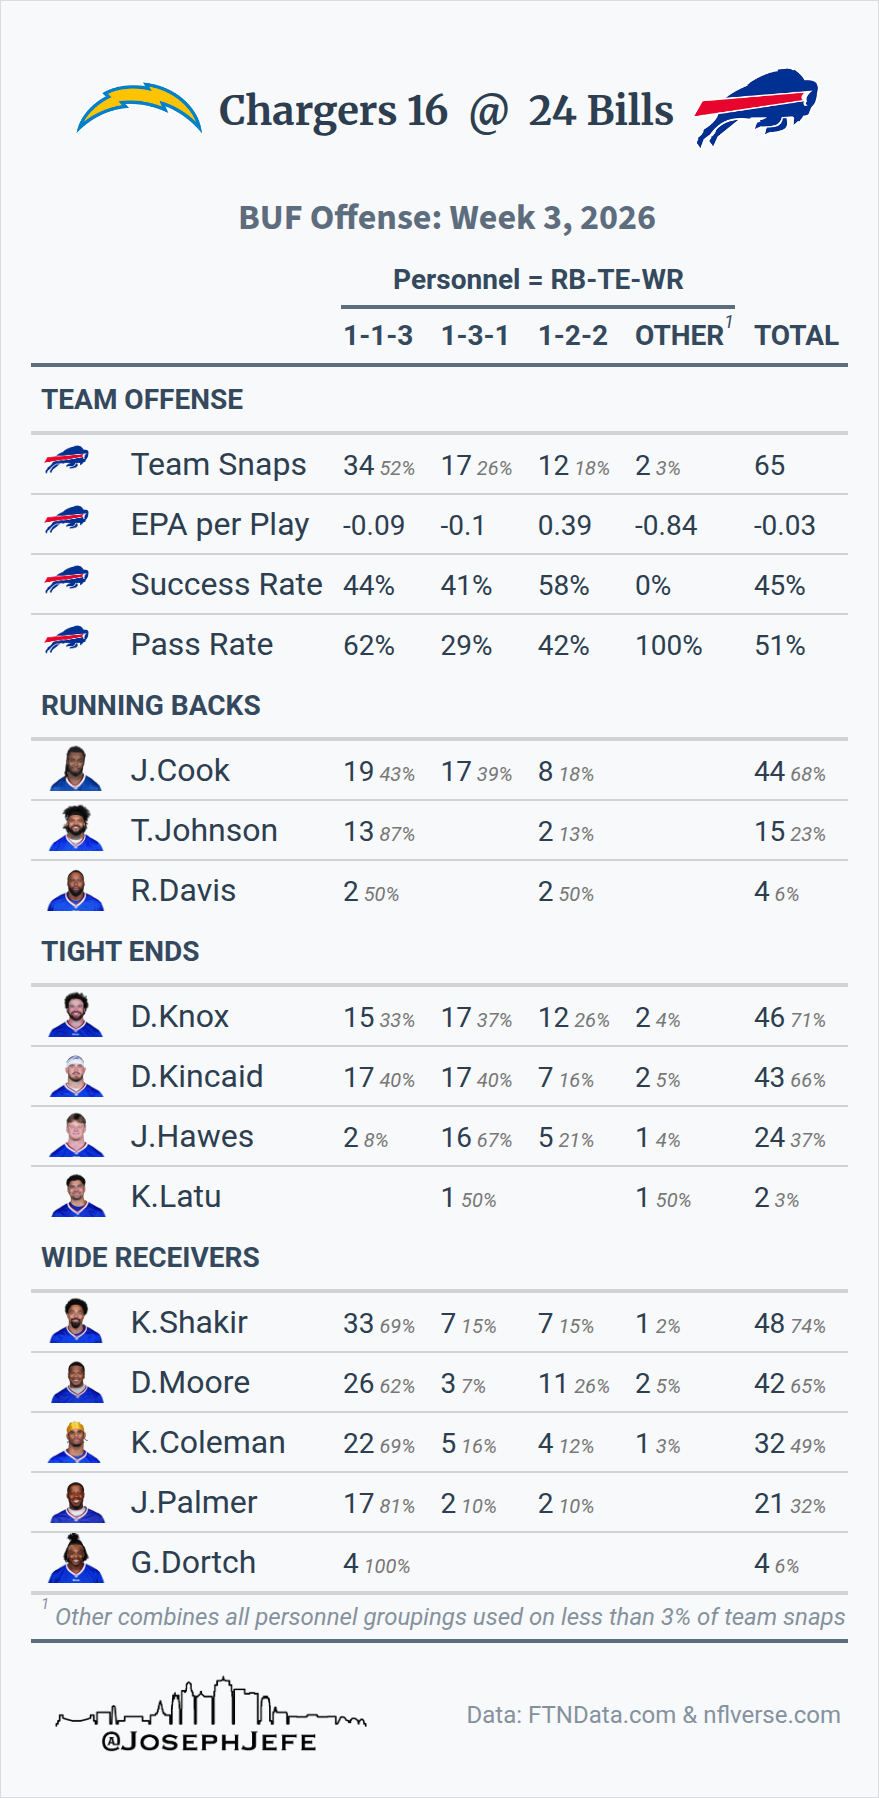 Chargers 16 @ 24 Bills
BUF Offense: Week 3, 2026
Personnel = RB-TE-WR
1-1-3 1-3-1 1-2-2 OTHER1 TOTAL
TEAM OFFENSE
Team Snaps 34 52% 17 26% 12 18% 2 3% 65
EPA per Play -0.09 -0.1 0.39 -0.84 -0.03
Success Rate 44% 41% 58% 0% 45%
Pass Rate 62% 29% 42% 100% 51%
RUNNING BACKS
J.Cook 19 43% 17 39% 8 18% 44 68%
T.Johnson 13 87% 2 13% 15 23%
R.Davis 2 50% 2 50% 4 6%
TIGHT ENDS
D.Knox 15 33% 17 37% 12 26% 2 4% 46 71%
D.Kincaid 17 40% 17 40% 7 16% 2 5% 43 66%
J.Hawes 2 8% 16 67% 5 21% 1 4% 24 37%
K.Latu 1 50% 1 50% 2 3%
WIDE RECEIVERS
K.Shakir 33 69% 7 15% 7 15% 1 2% 48 74%
D.Moore 26 62% 3 7% 11 26% 2 5% 42 65%
K.Coleman 22 69% 5 16% 4 12% 1 3% 32 49%
J.Palmer 17 81% 2 10% 2 10% 21 32%
G.Dortch 4 100% 4 6%
1 Other combines all personnel groupings used on less than 3% of team snaps
@JOSEPHJEFE
Data: FTNData.com & nflverse.com